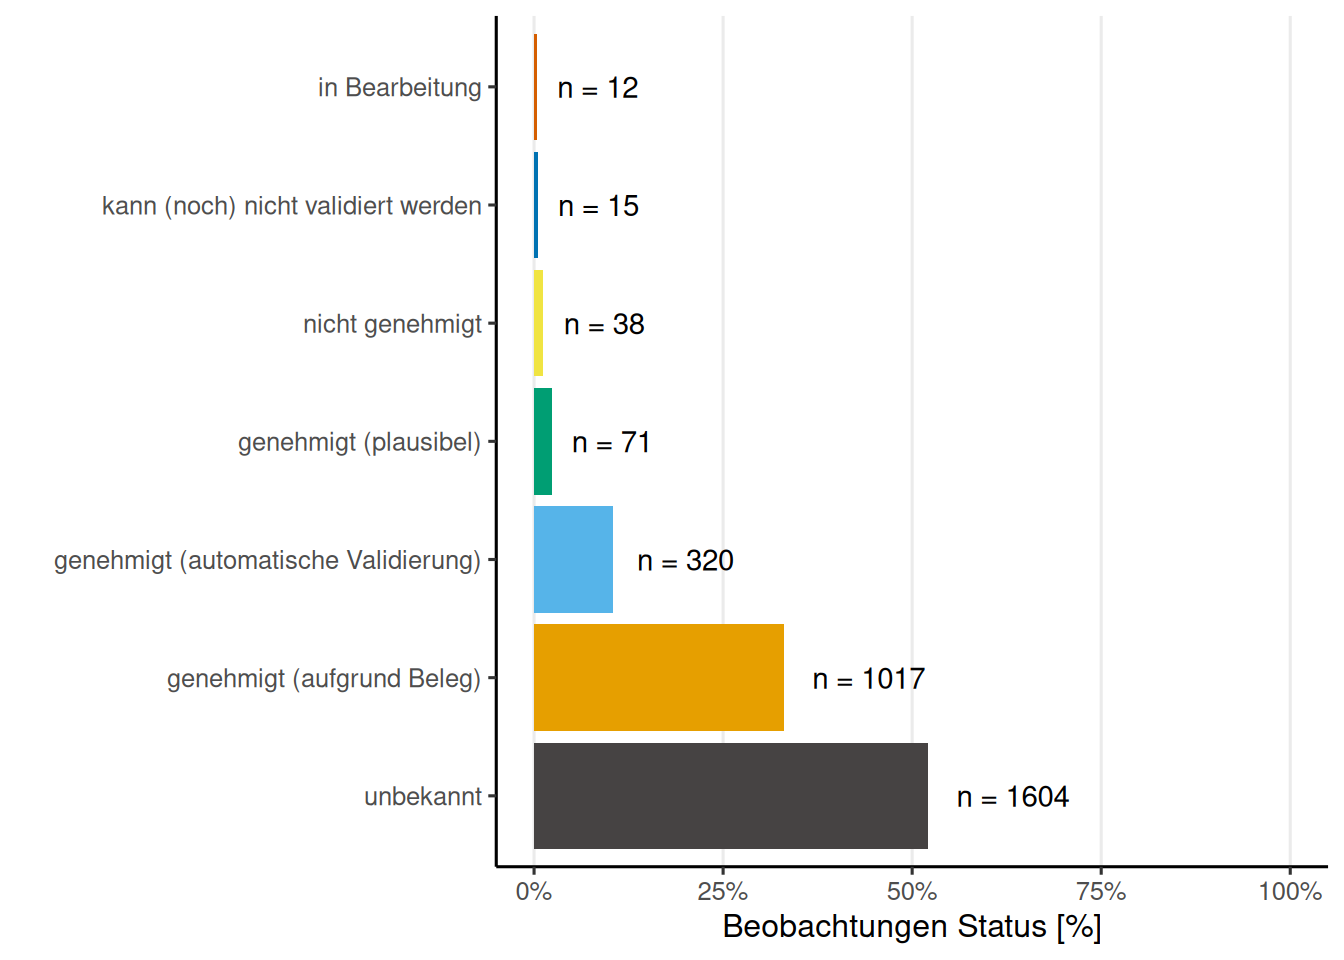 in Bearbeitung
n = 12
kann (noch) nicht validiert werden
n = 15
nicht genehmigt
n = 38
genehmigt (plausibel)
n = 71
genehmigt (automatische Validierung)
n = 320
genehmigt (aufgrund Beleg)
n = 1017
unbekannt
n = 1604
0% 25% 50% 75% 100%
Beobachtungen Status [%]